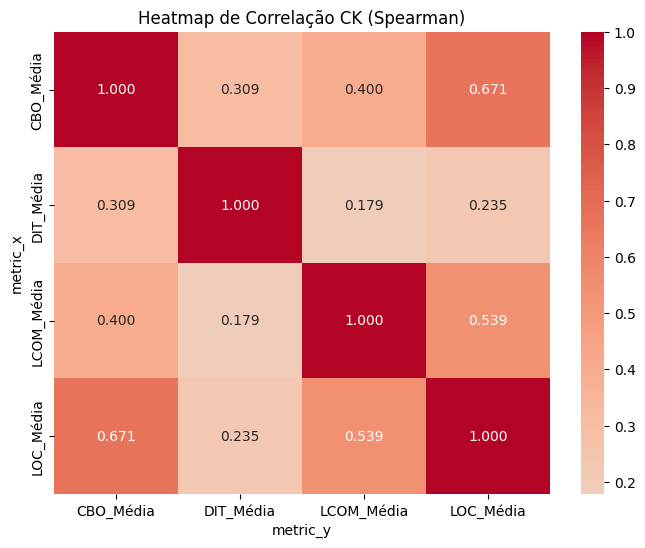 Heatmap de Correlação CK (Spearman)
metric_x
CBO_Média
1.000 0.309 0.400 0.671
DIT_Média
0.309 1.000 0.179 0.235
LCOM_Média
0.400 0.179 1.000 0.539
LOC_Média
0.671 0.235 0.539 1.000
CBO_Média DIT_Média LCOM_Média LOC_Média
metric_y
1.0
0.9
0.8
0.7
0.6
0.5
0.4
0.3
0.2